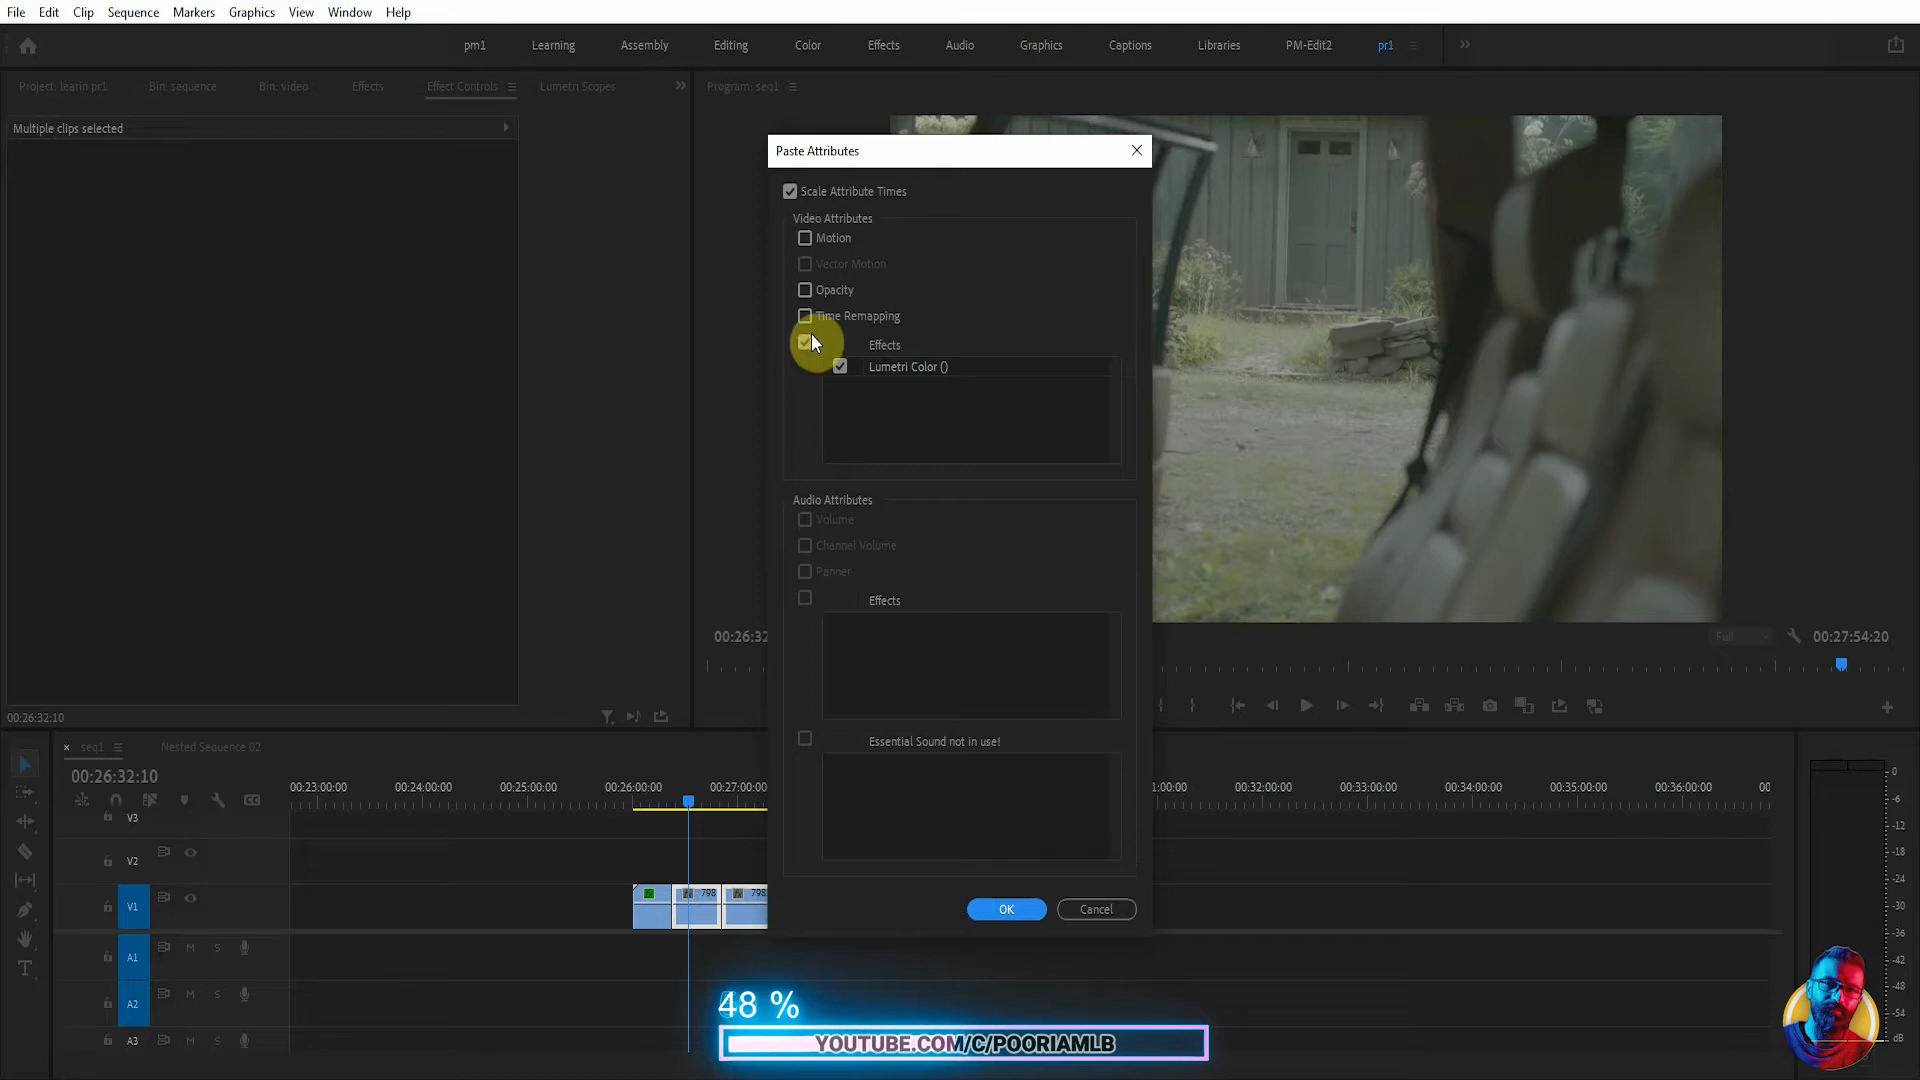 File Edit Clip Sequence Markers Graphics View Window Help
pm1 Learning Assembly Editing Color Effects Audio Graphics Captions Libraries PM-Edit2 pr1
Project: learin pr1 Bin: sequence Bin: video Effects Effect Controls Lumetri Scopes Program: seq1
Multiple clips selected
Paste Attributes
Scale Attribute Times
Video Attributes
Motion
Vector Motion
Opacity
Time Remapping
Effects
Lumetri Color ()
Audio Attributes
Volume
Channel Volume
Panner
Effects
Essential Sound not in use!
OK Cancel
00:26:32 Full 00:27:54:20
00:26:32:10
seq1 Nested Sequence 02
00:26:32:10
00:23:00:00 00:24:00:00 00:25:00:00 00:26:00:00 00:27:00:00 1:00:00 00:32:00:00 00:33:00:00 00:34:00:00 00:35:00:00 00:36:00:00 00
V3
V2
V1 fx fx 798 fx 798
A1 M S
A2 M S
A3 M S
0
-6
-12
-18
-24
-30
-36
-42
-48
-54
dB
48 %
YOUTUBE.COM/C/POORIAMLB